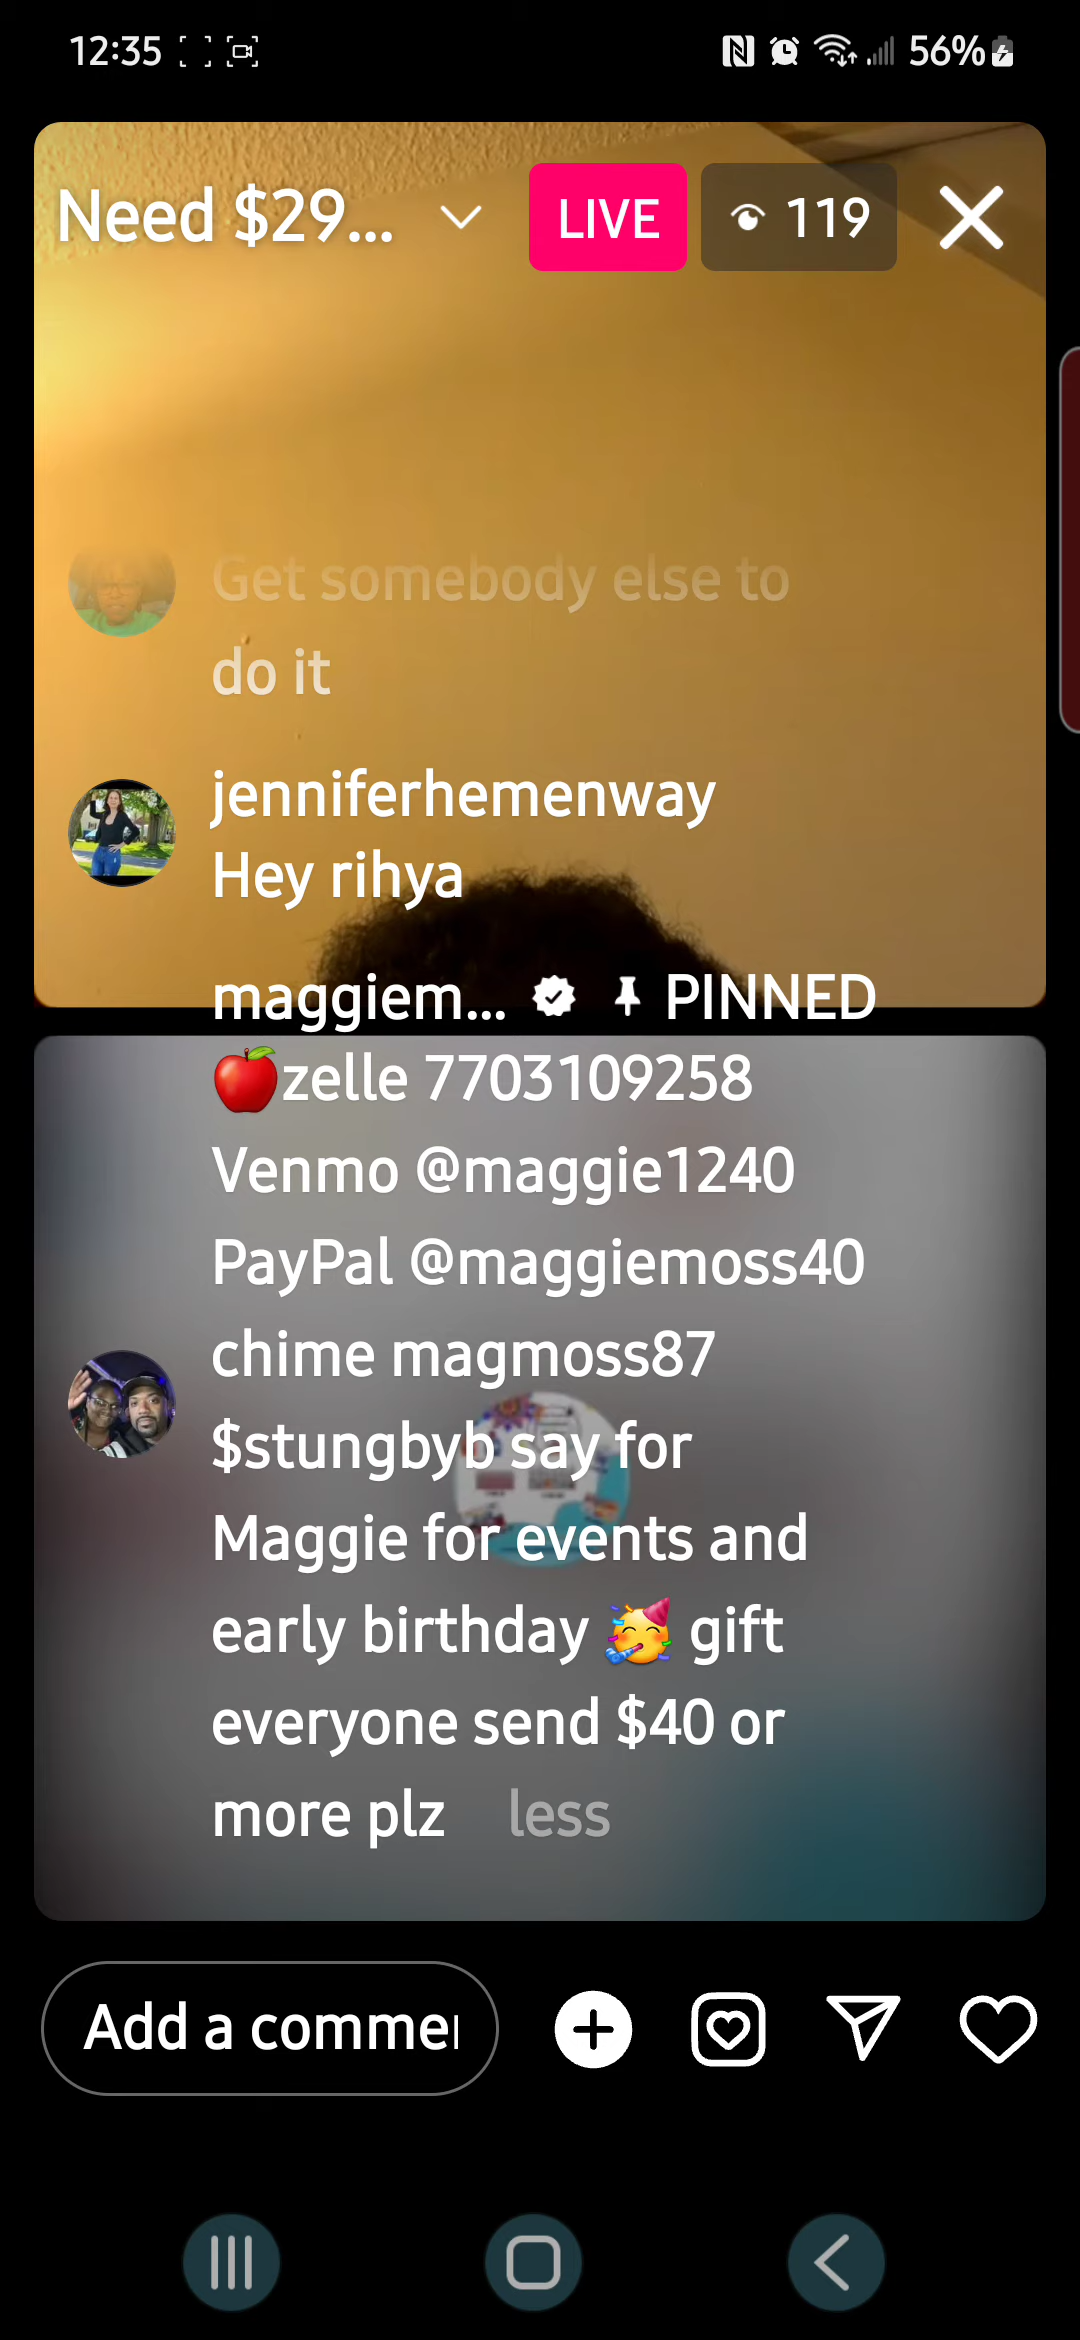 12:35
56%
Need $29...
LIVE
119
Get somebody else to
do it
jenniferhemenway
Hey rihya
maggiem... PINNED
🍎zelle 7703109258
Venmo @maggie1240
PayPal @maggiemoss40
chime magmoss87
$stungbyb say for
Maggie for events and
early birthday 🥳 gift
everyone send $40 or
more plz less
Add a commen